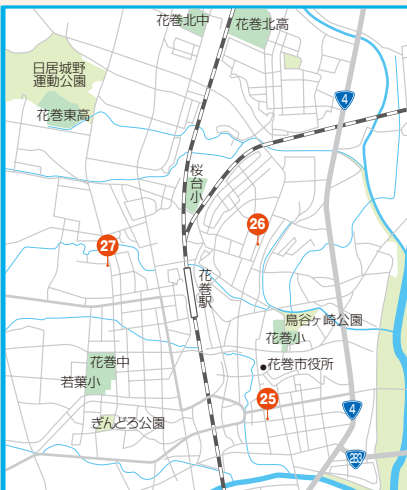 花巻北中
花巻北高
日居城野
運動公園
花巻東高
4
桜台小
26
27
花巻駅
鳥谷ヶ崎公園
花巻小
花巻市役所
花巻中
若葉小
25
4
ぎんどろ公園
283